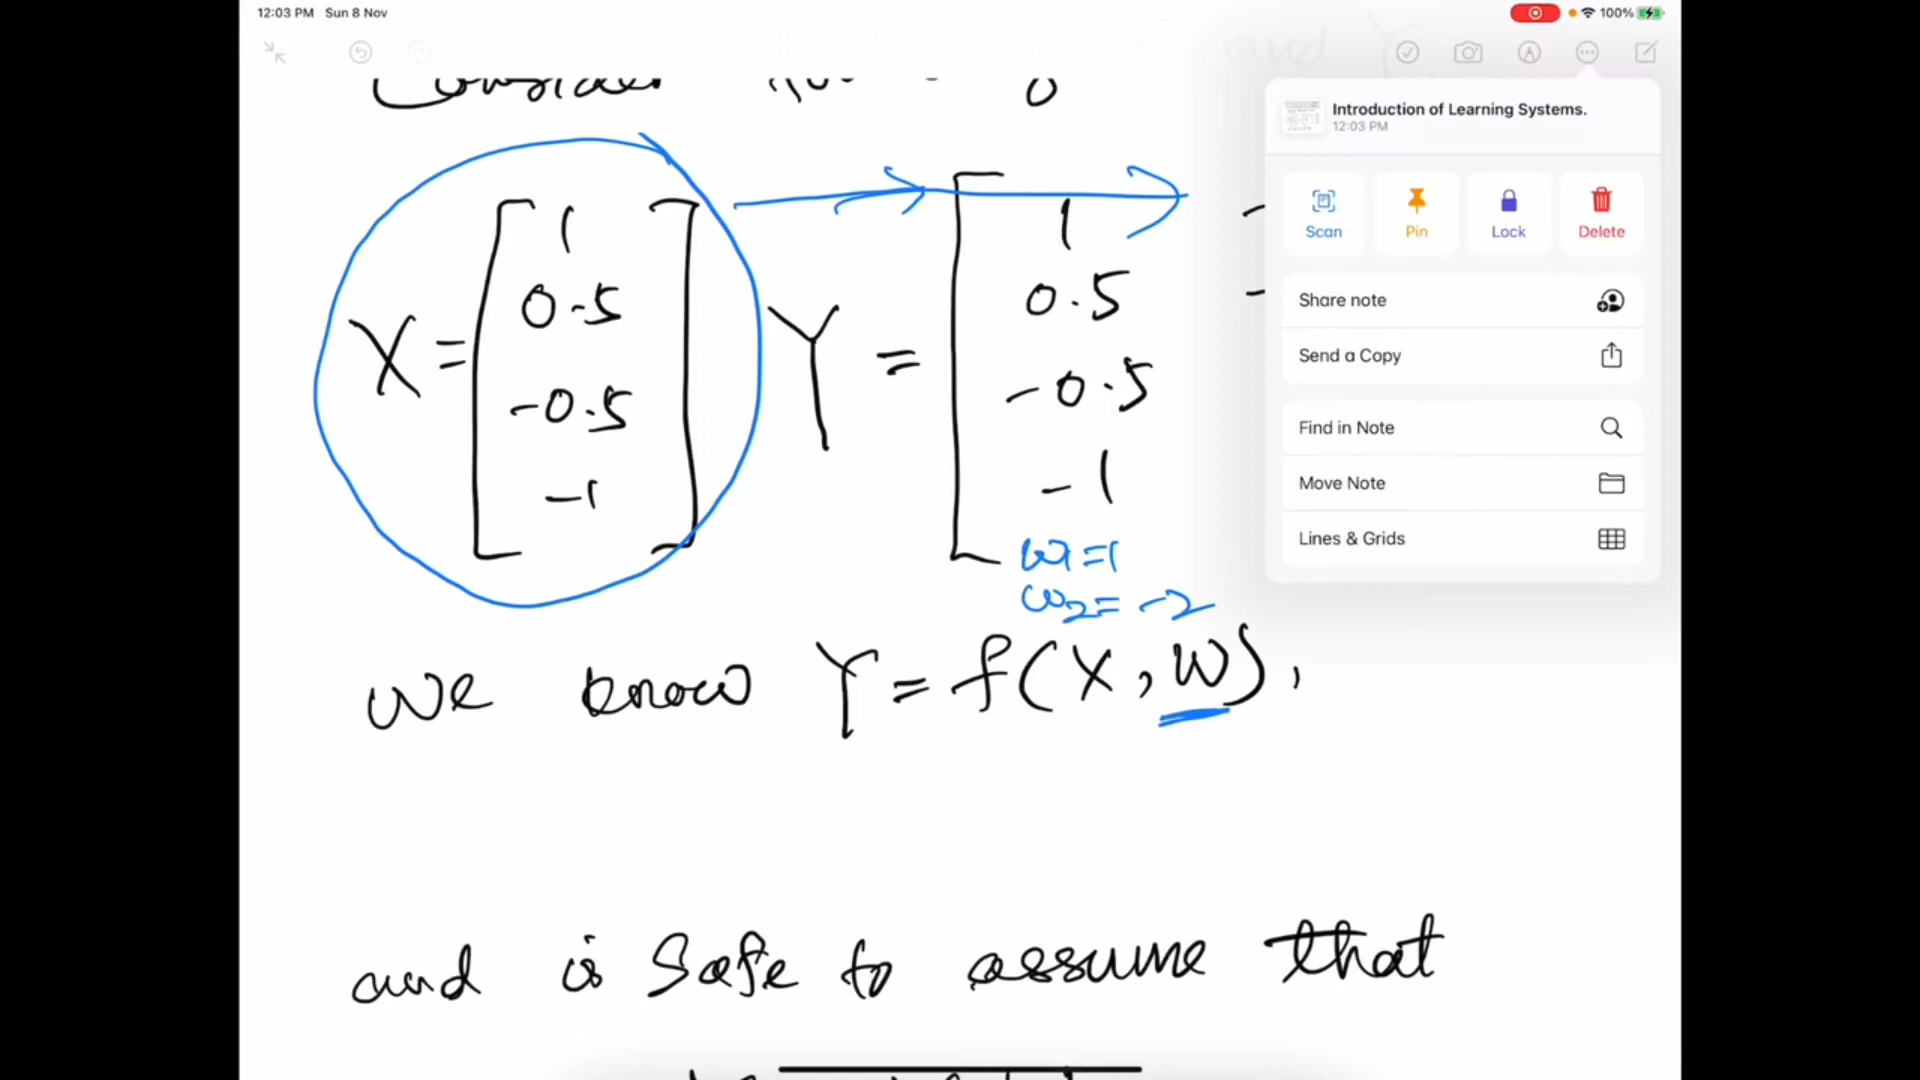 12:03 PM Sun 8 Nov
100%
and Y
Consider
X = [ 1
0.5
-0.5
-1 ]
Y = [ 1
0.5
-0.5
-1
w1=1
w2=-2
we know Y = f(X, W),
and is safe to assume that
Introduction of Learning Systems.
12:03 PM
Scan
Pin
Lock
Delete
Share note
Send a Copy
Find in Note
Move Note
Lines & Grids